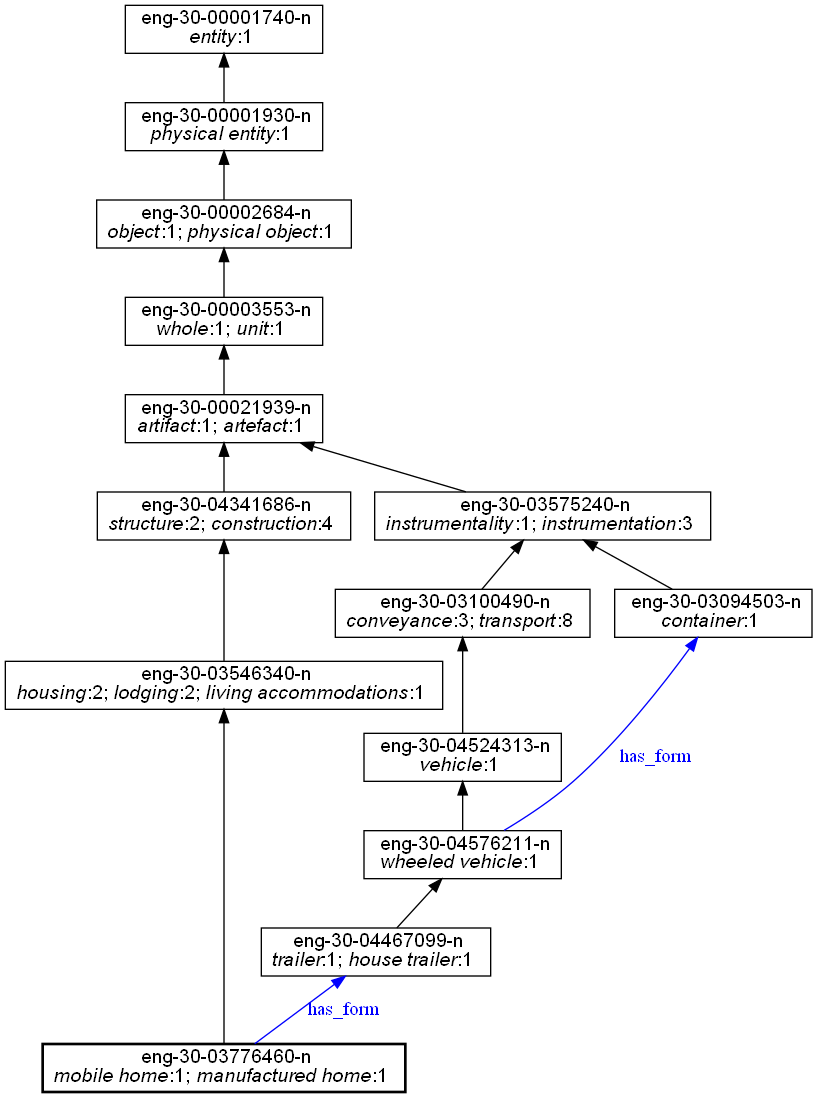 eng-30-00001740-n
entity:1
eng-30-00001930-n
physical entity:1
eng-30-00002684-n
object:1; physical object:1
eng-30-00003553-n
whole:1; unit:1
eng-30-00021939-n
artifact:1; artefact:1
eng-30-04341686-n
structure:2; construction:4
eng-30-03575240-n
instrumentality:1; instrumentation:3
eng-30-03100490-n
conveyance:3; transport:8
eng-30-03094503-n
container:1
eng-30-03546340-n
housing:2; lodging:2; living accommodations:1
eng-30-04524313-n
vehicle:1
has_form
eng-30-04576211-n
wheeled vehicle:1
eng-30-04467099-n
trailer:1; house trailer:1
has_form
eng-30-03776460-n
mobile home:1; manufactured home:1